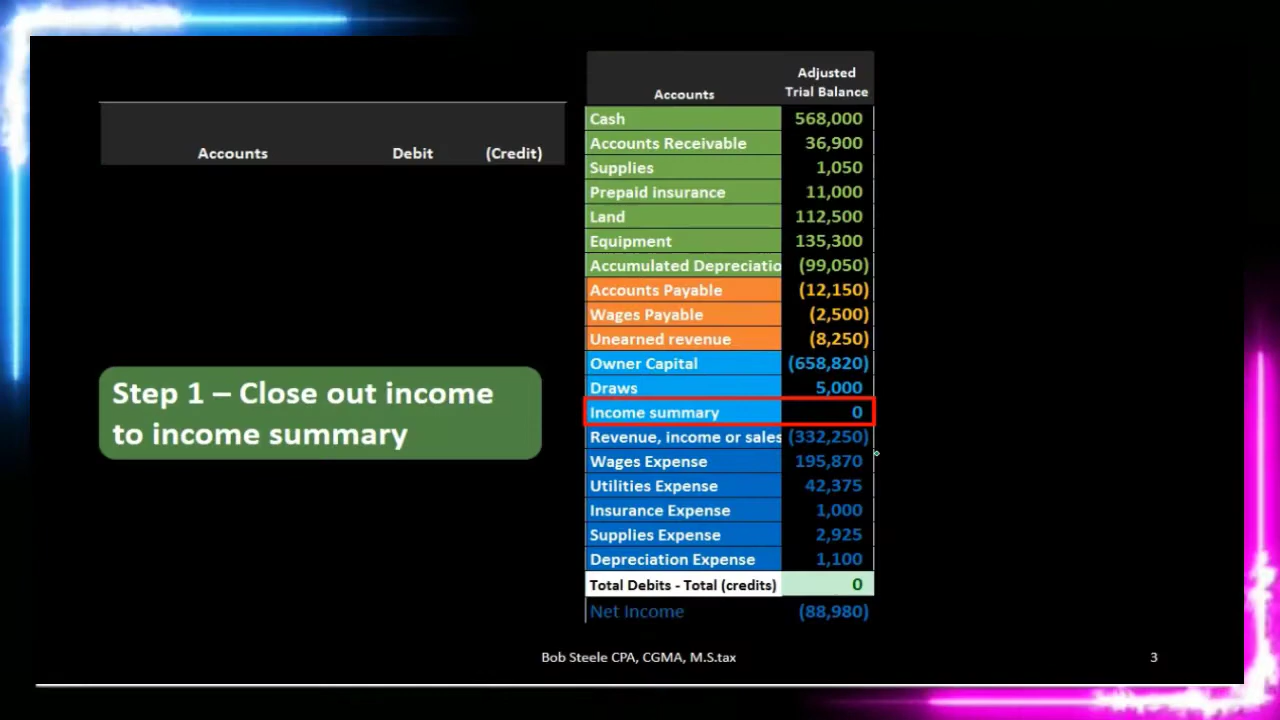 Accounts Debit (Credit)
Step 1 – Close out income
to income summary
Adjusted
Accounts Trial Balance
Cash 568,000
Accounts Receivable 36,900
Supplies 1,050
Prepaid insurance 11,000
Land 112,500
Equipment 135,300
Accumulated Depreciatio (99,050)
Accounts Payable (12,150)
Wages Payable (2,500)
Unearned revenue (8,250)
Owner Capital (658,820)
Draws 5,000
Income summary 0
Revenue, income or sales (332,250)
Wages Expense 195,870
Utilities Expense 42,375
Insurance Expense 1,000
Supplies Expense 2,925
Depreciation Expense 1,100
Total Debits - Total (credits) 0
Net Income (88,980)
Bob Steele CPA, CGMA, M.S.tax 3